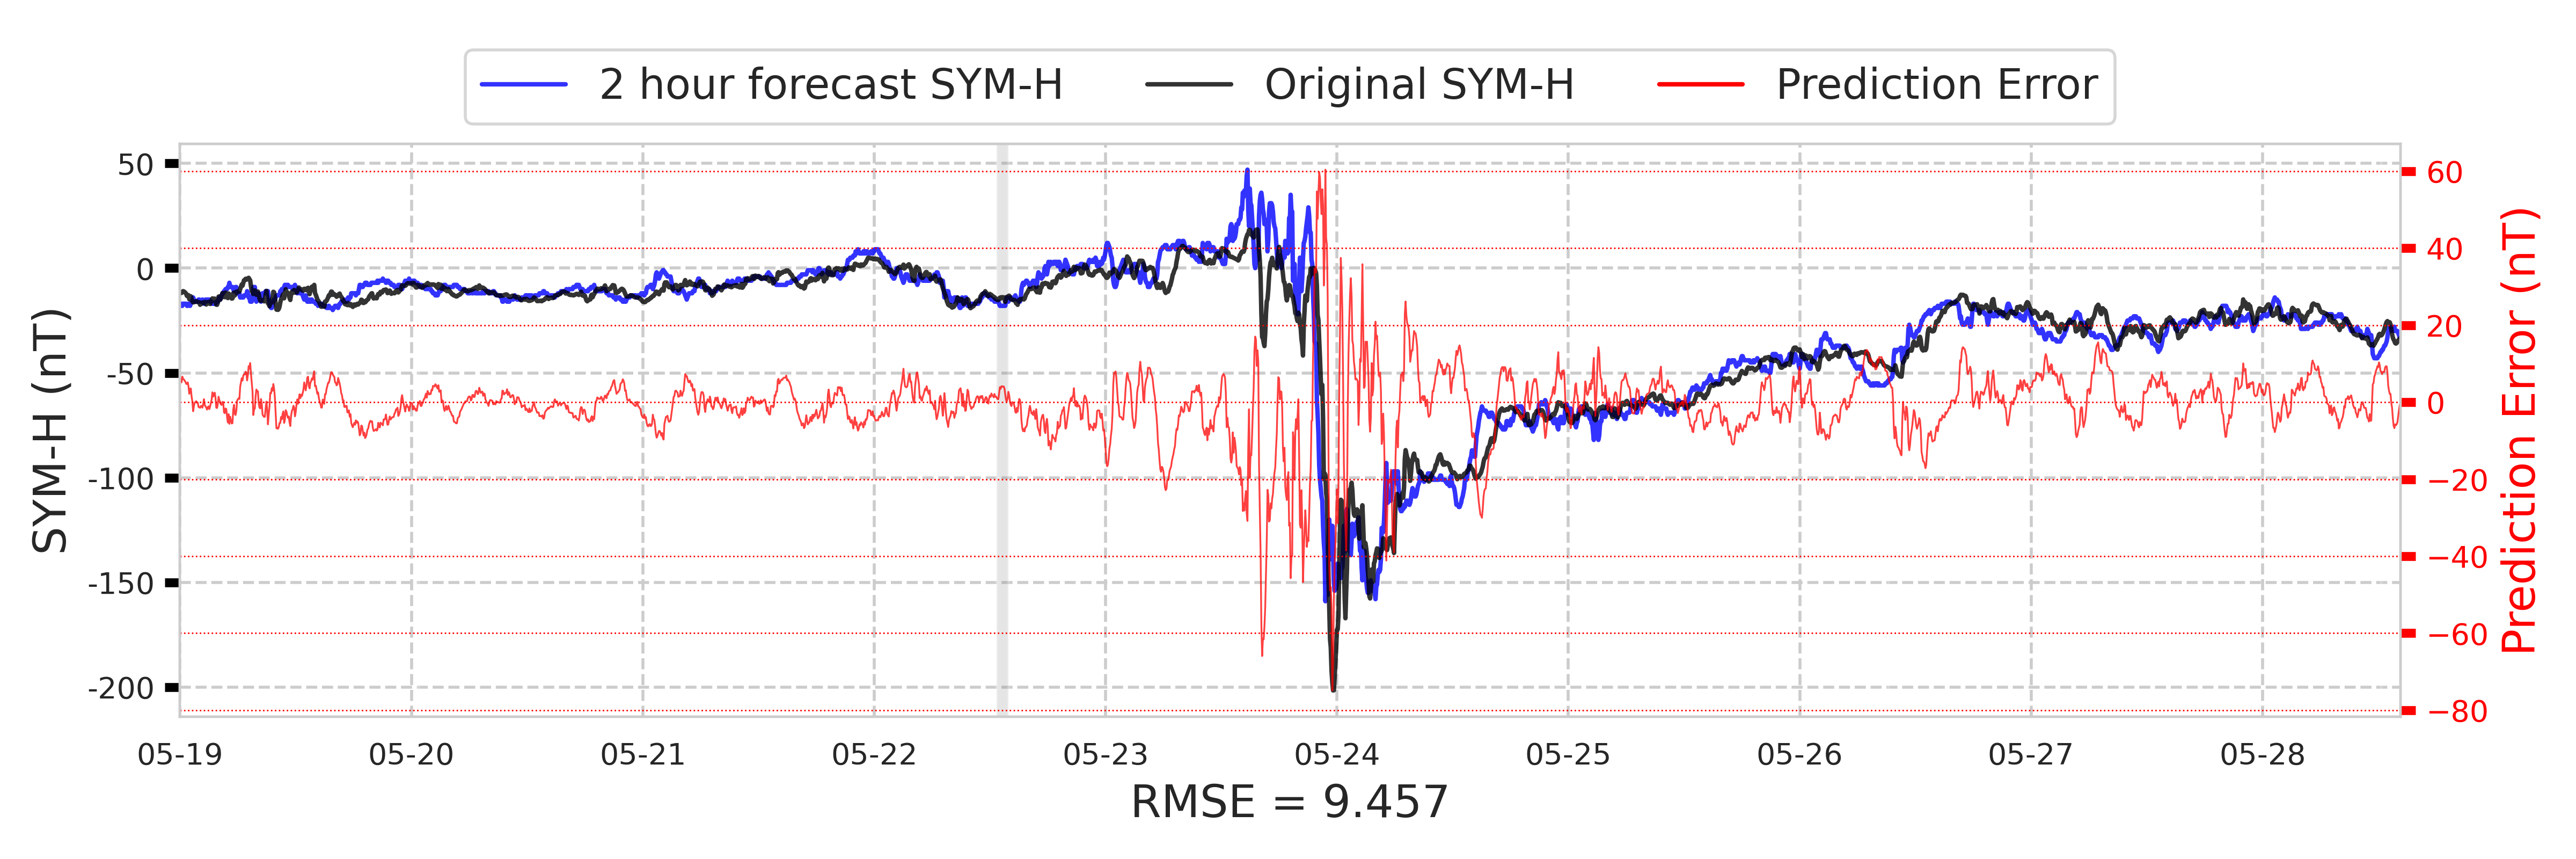 2 hour forecast SYM-H Original SYM-H Prediction Error
SYM-H (nT)
50
0
-50
-100
-150
-200
60
40
20
0
−20
−40
−60
−80
Prediction Error (nT)
05-19 05-20 05-21 05-22 05-23 05-24 05-25 05-26 05-27 05-28
RMSE = 9.457